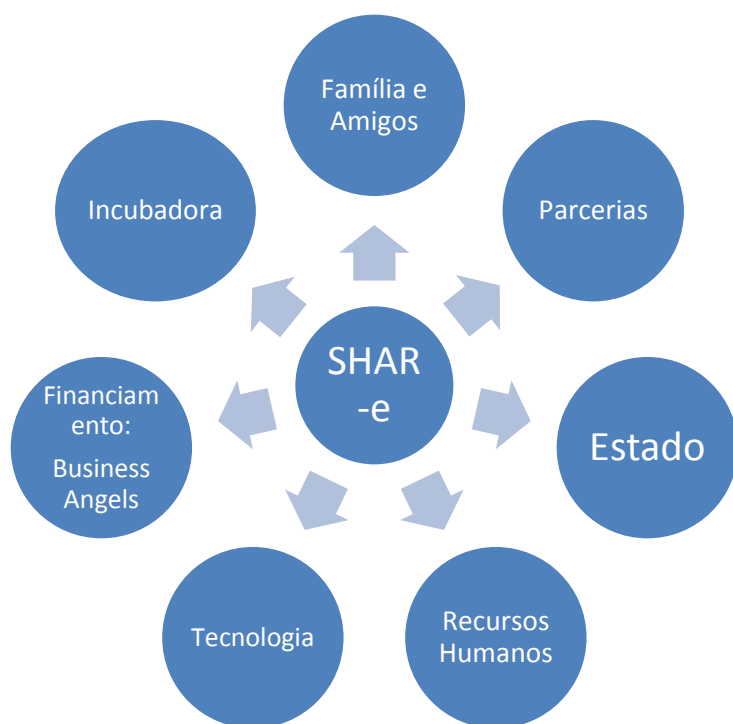 Família e
Amigos
Incubadora
Parcerias
SHAR
-e
Financiam
ento:
Business
Angels
Estado
Tecnologia
Recursos
Humanos